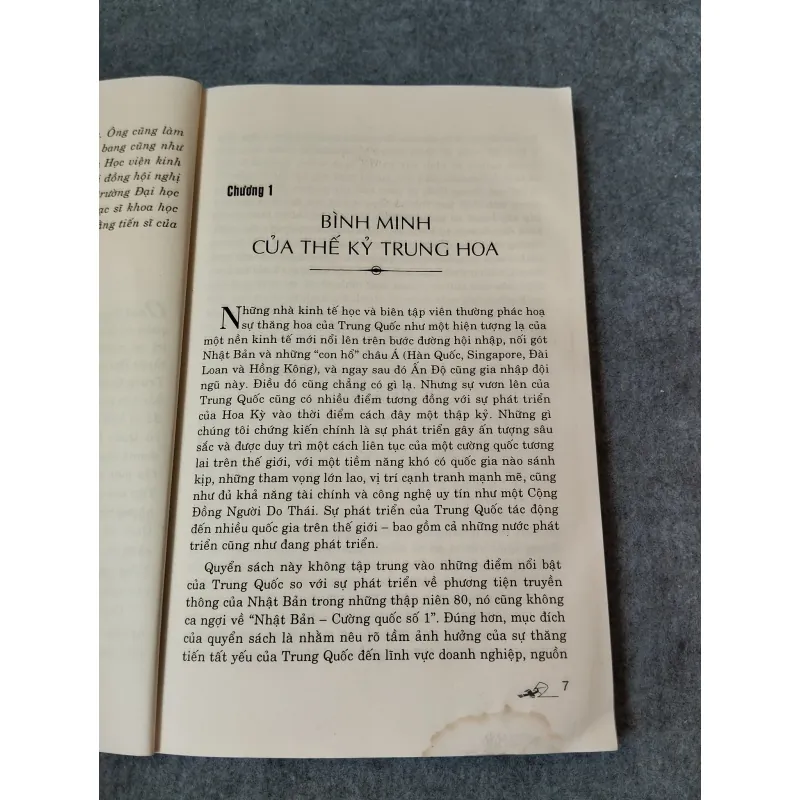 Ông cũng làm
bang cũng như
Học viện kinh
đồng hội nghị
trường Đại học
sĩ khoa học
tiến sĩ của
Chương 1
BÌNH MINH
CỦA THẾ KỶ TRUNG HOA
Những nhà kinh tế học và biên tập viên thường phác hoạ
sự thăng hoa của Trung Quốc như một hiện tượng lạ của
một nền kinh tế mới nổi lên trên bước đường hội nhập, nối gót
Nhật Bản và những “con hổ” châu Á (Hàn Quốc, Singapore, Đài
Loan và Hồng Kông), và ngay sau đó Ấn Độ cũng gia nhập đội
ngũ này. Điều đó cũng chẳng có gì lạ. Nhưng sự vươn lên của
Trung Quốc cũng có nhiều điểm tương đồng với sự phát triển
của Hoa Kỳ vào thời điểm cách đây một thập kỷ. Những gì
chúng tôi chứng kiến chính là sự phát triển gây ấn tượng sâu
sắc và được duy trì một cách liên tục của một cường quốc tương
lai trên thế giới, với một tiềm năng khó có quốc gia nào sánh
kịp, những tham vọng lớn lao, vị trí cạnh tranh mạnh mẽ, cũng
như đủ khả năng tài chính và công nghệ uy tín như một Cộng
Đồng Người Do Thái. Sự phát triển của Trung Quốc tác động
đến nhiều quốc gia trên thế giới – bao gồm cả những nước phát
triển cũng như đang phát triển.
Quyển sách này không tập trung vào những điểm nổi bật
của Trung Quốc so với sự phát triển về phương tiện truyền
thông của Nhật Bản trong những thập niên 80, nó cũng không
ca ngợi về “Nhật Bản – Cường quốc số 1”. Đúng hơn, mục đích
của quyển sách là nhằm nêu rõ tầm ảnh hưởng của sự thăng
tiến tất yếu của Trung Quốc đến lĩnh vực doanh nghiệp, nguồn
7